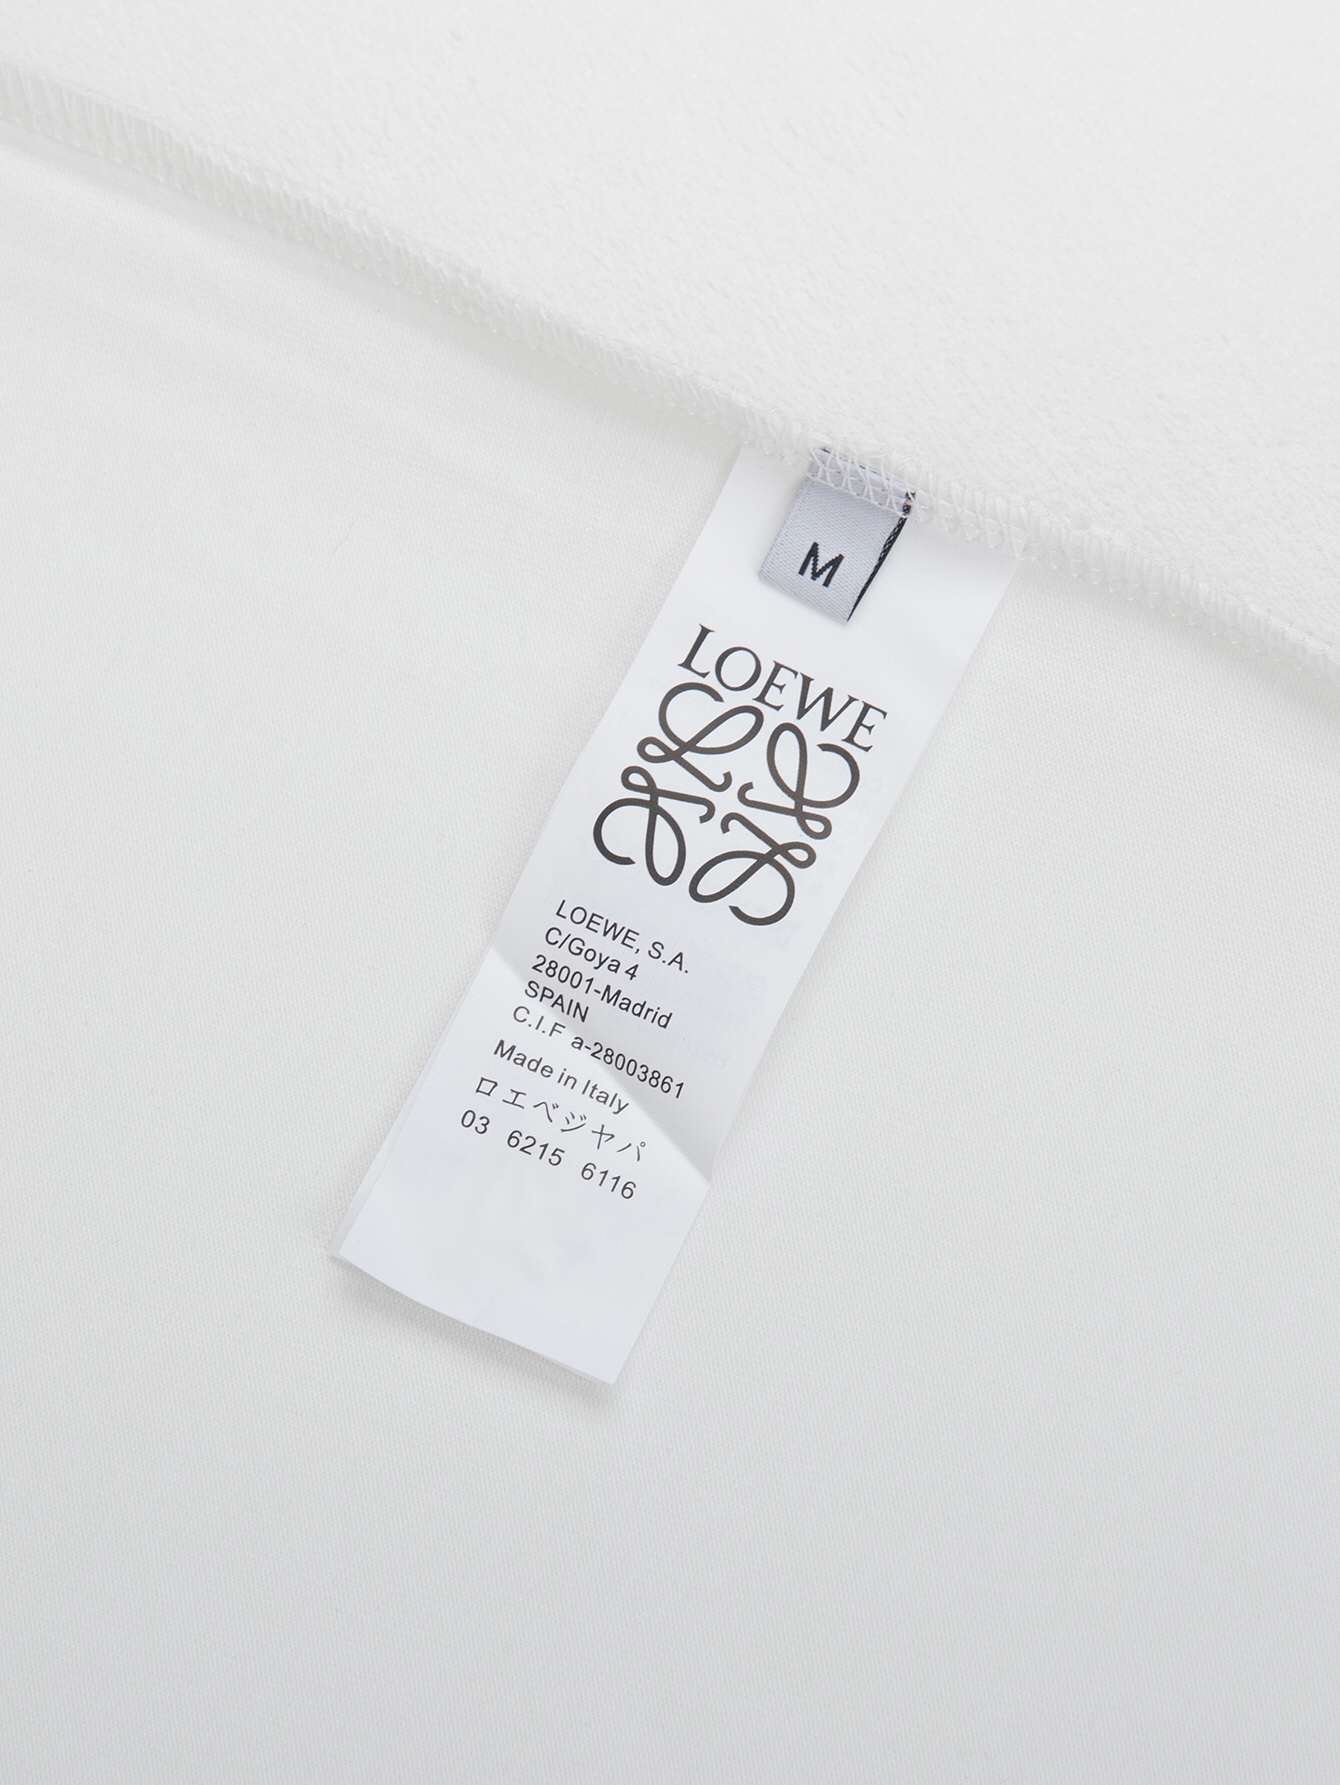 M
LOEWE
LOEWE, S.A.
C/Goya 4
28001-Madrid
SPAIN
C.I.F a-28003861
Made in Italy
ロエベジヤパ
03 6215 6116